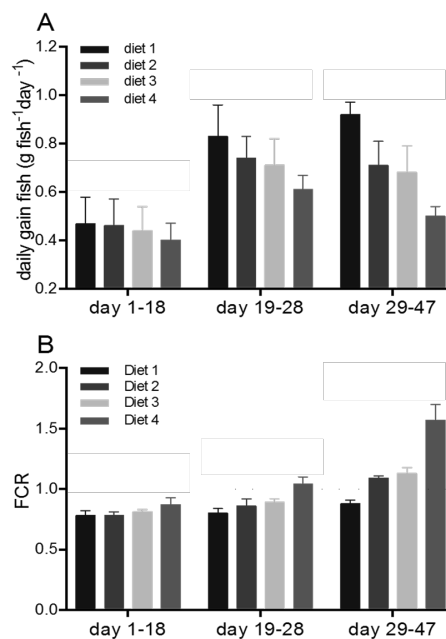 A
1.2
1.0
0.8
0.6
0.4
0.2
daily gain fish (g fish⁻¹day ⁻¹)
diet 1
diet 2
diet 3
diet 4
day 1-18
day 19-28
day 29-47
B
2.0
1.5
1.0
0.5
0.0
FCR
Diet 1
Diet 2
Diet 3
Diet 4
day 1-18
day 19-28
day 29-47